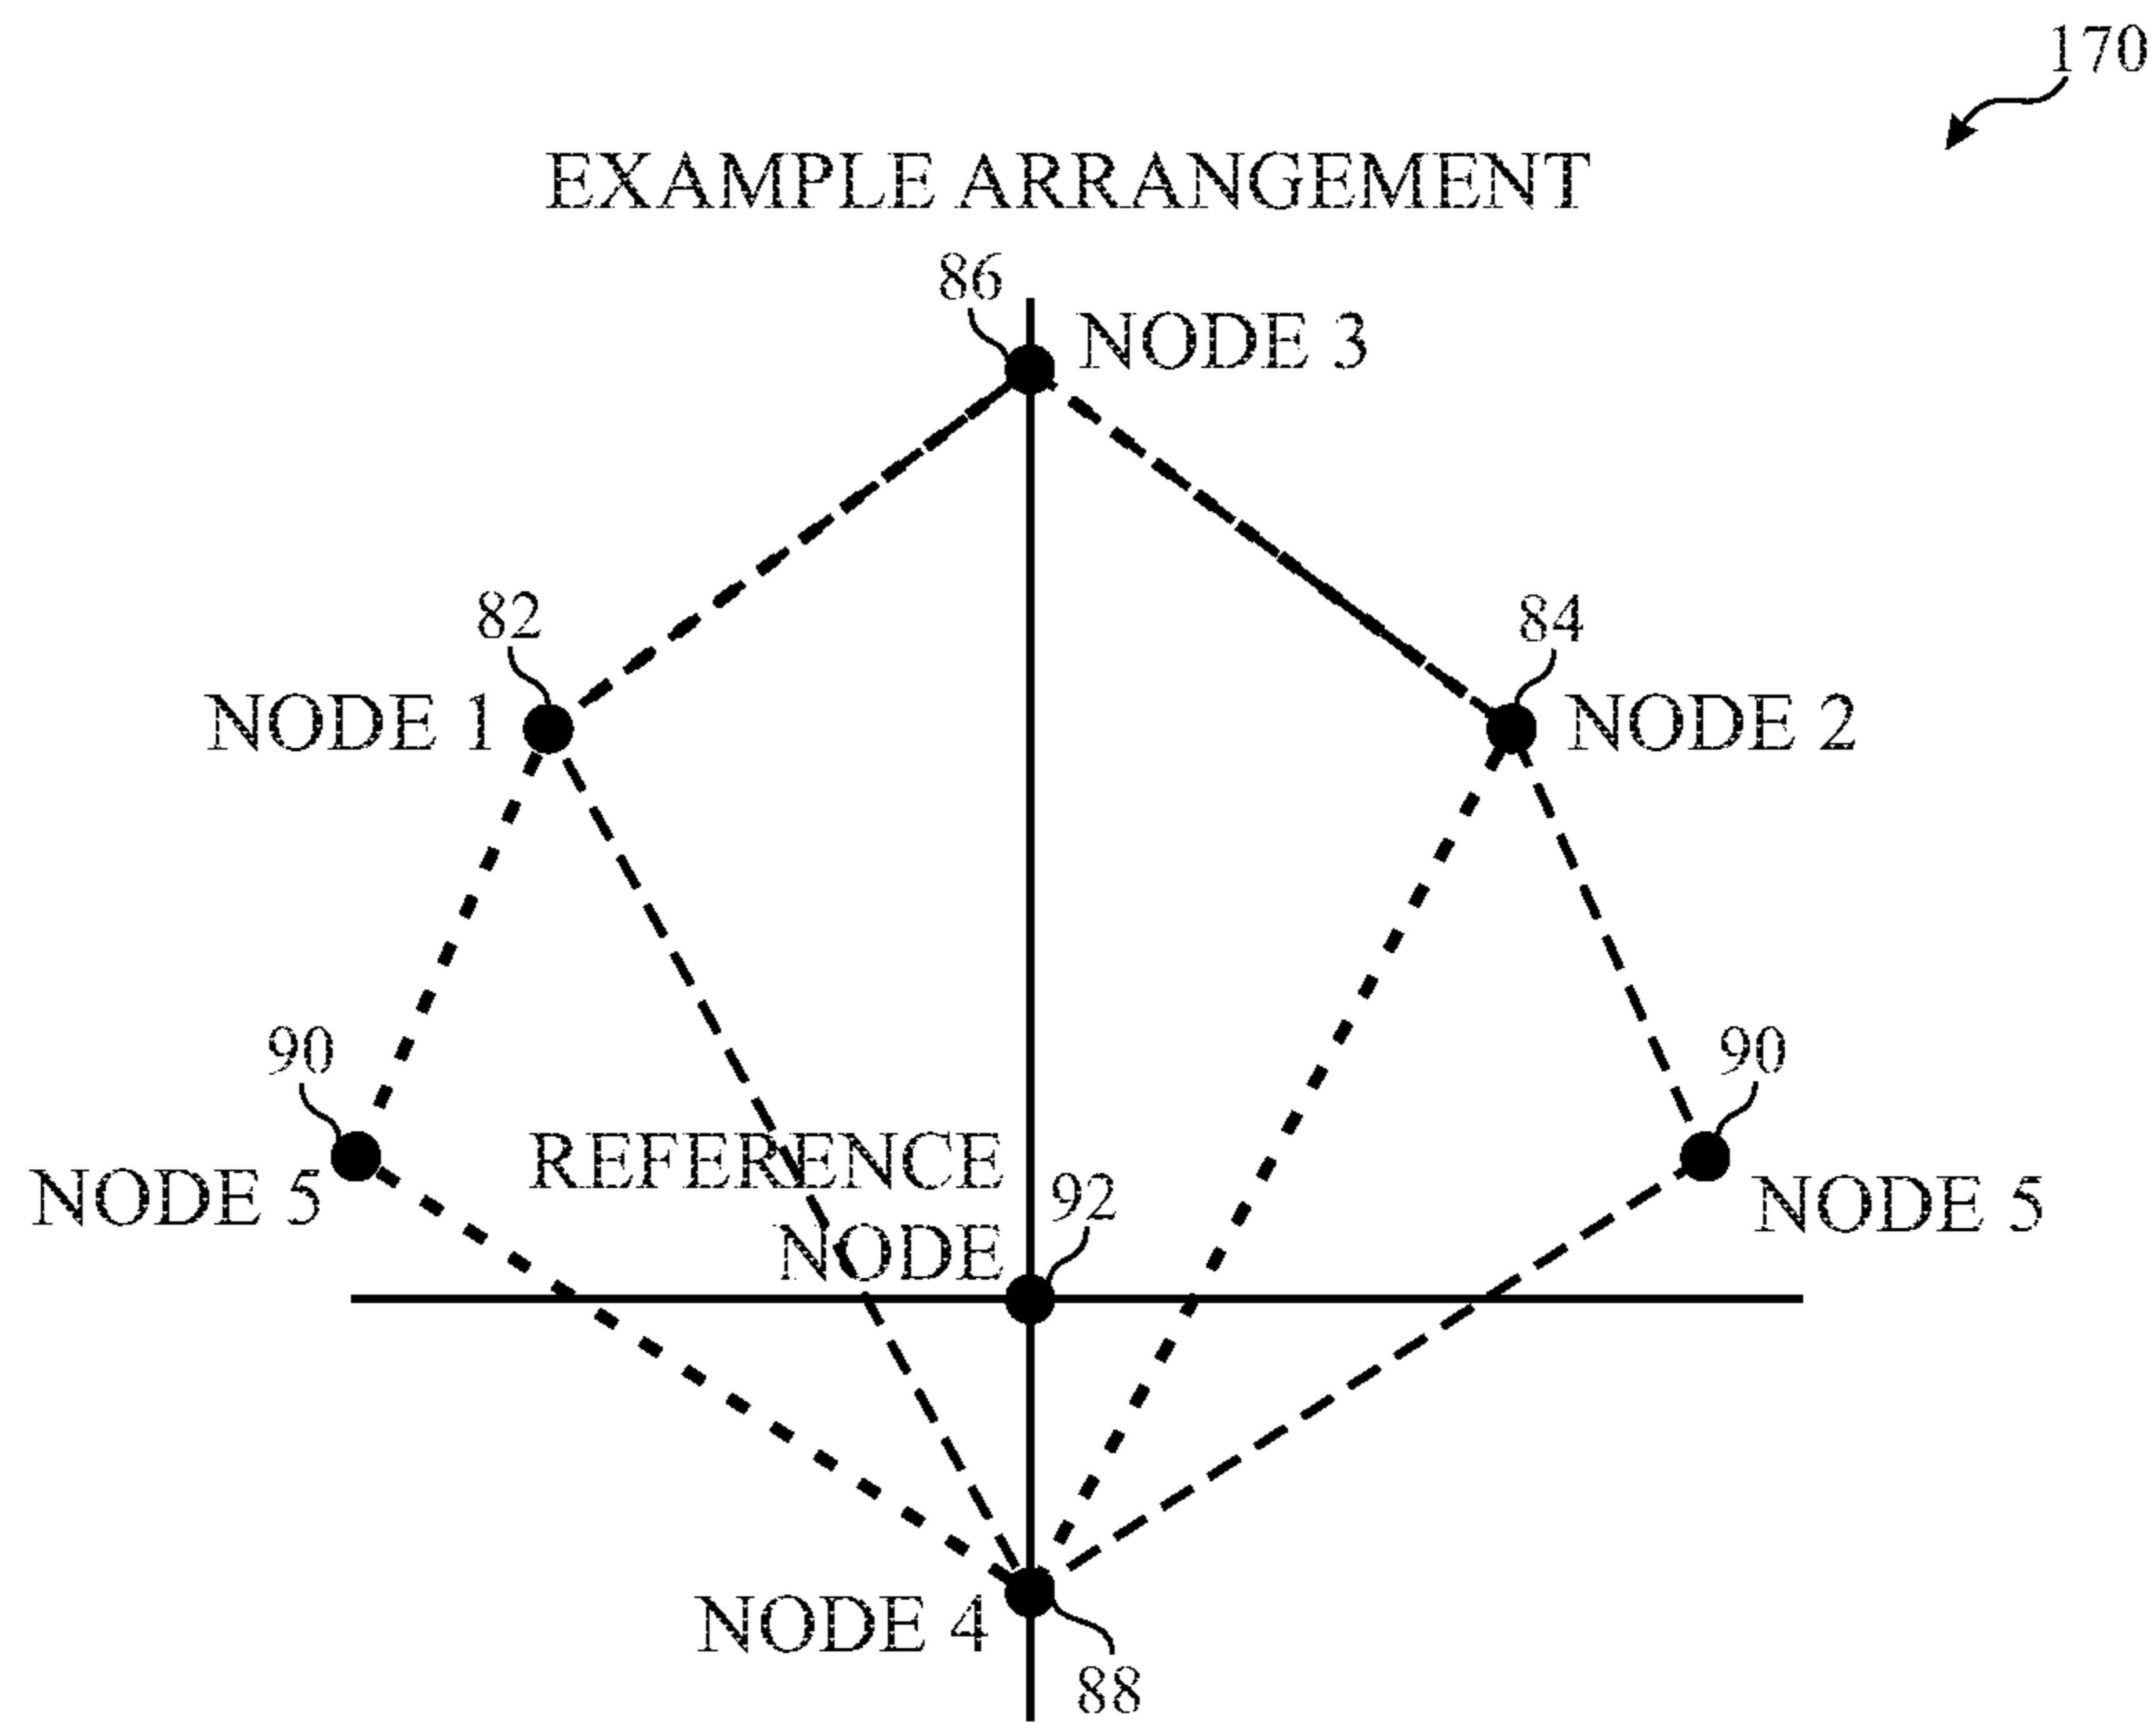 170
EXAMPLE ARRANGEMENT
86
NODE 3
82
84
NODE 1
NODE 2
90
90
REFERENCE
NODE 5
92
NODE 5
NODE
NODE 4
88